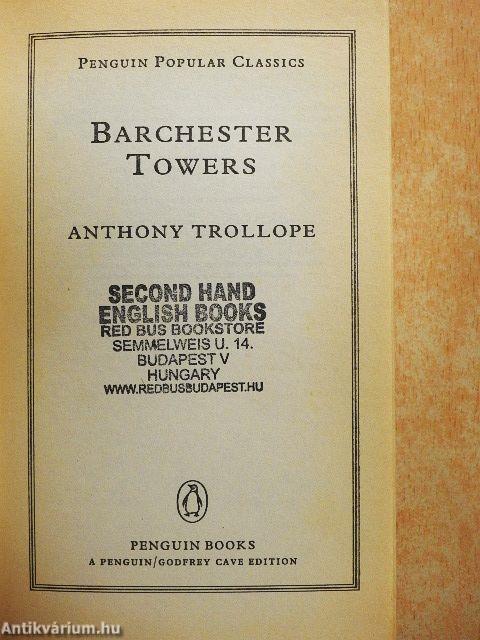 PENGUIN POPULAR CLASSICS
BARCHESTER
TOWERS
ANTHONY TROLLOPE
SECOND HAND
ENGLISH BOOKS
RED BUS BOOKSTORE
SEMMELWEIS U. 14.
BUDAPEST V
HUNGARY
WWW.REDBUSBUDAPEST.HU
PENGUIN BOOKS
A PENGUIN/GODFREY CAVE EDITION
Antikvárium.hu